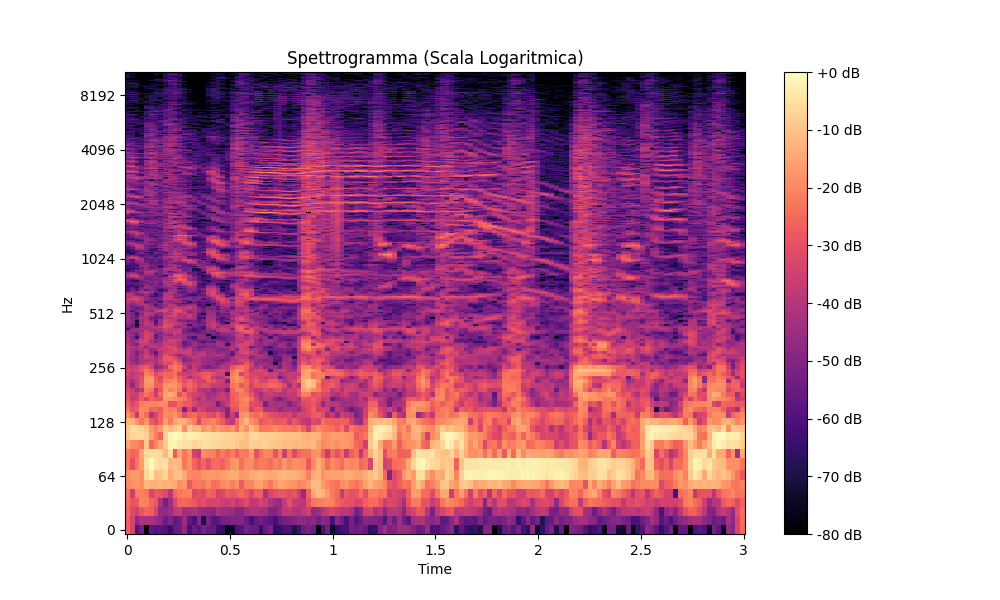 Spettrogramma (Scala Logaritmica)
8192
4096
2048
1024
512
256
128
64
0
Hz
0
0.5
1
1.5
2
2.5
3
Time
+0 dB
-10 dB
-20 dB
-30 dB
-40 dB
-50 dB
-60 dB
-70 dB
-80 dB